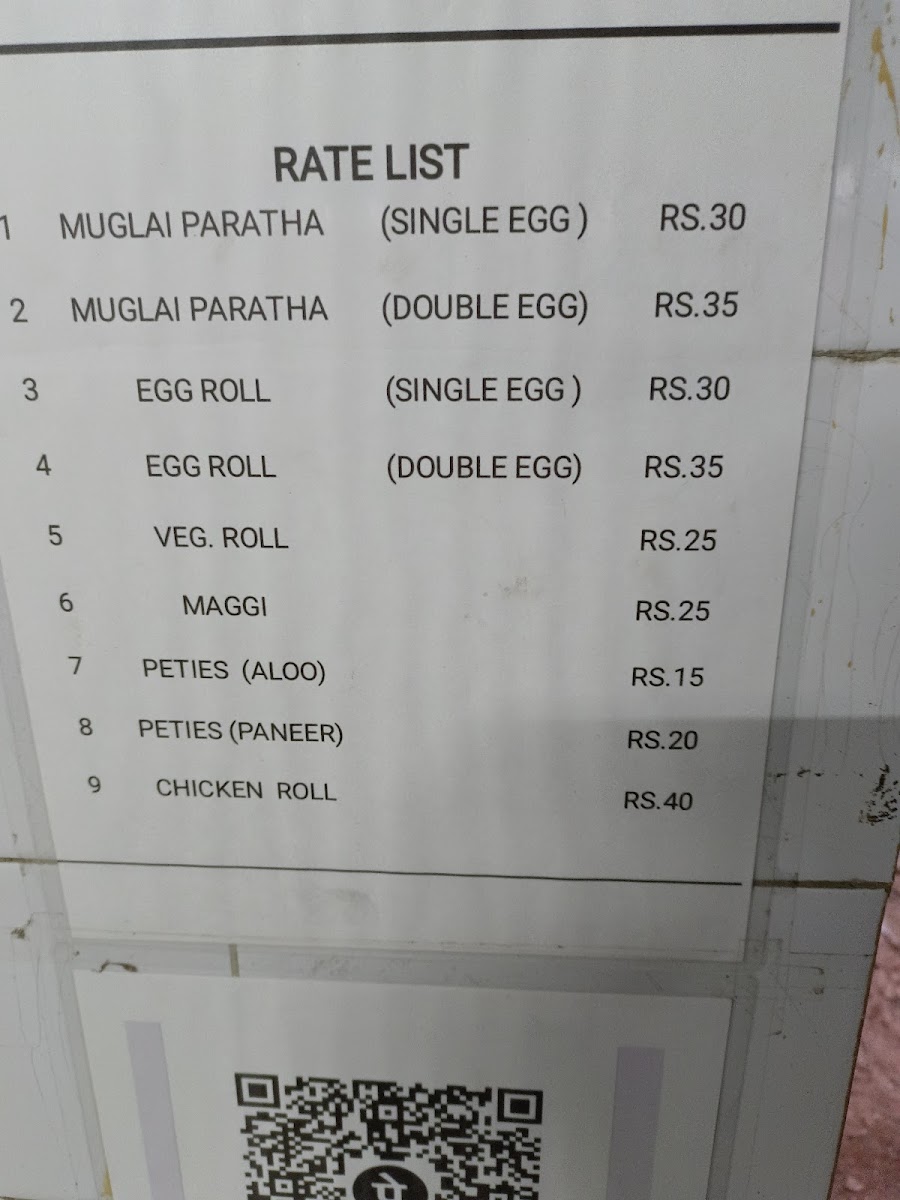 RATE LIST
1 MUGLAI PARATHA (SINGLE EGG ) RS.30
2 MUGLAI PARATHA (DOUBLE EGG) RS.35
3 EGG ROLL (SINGLE EGG ) RS.30
4 EGG ROLL (DOUBLE EGG) RS.35
5 VEG. ROLL RS.25
6 MAGGI RS.25
7 PETIES (ALOO) RS.15
8 PETIES (PANEER) RS.20
9 CHICKEN ROLL RS.40